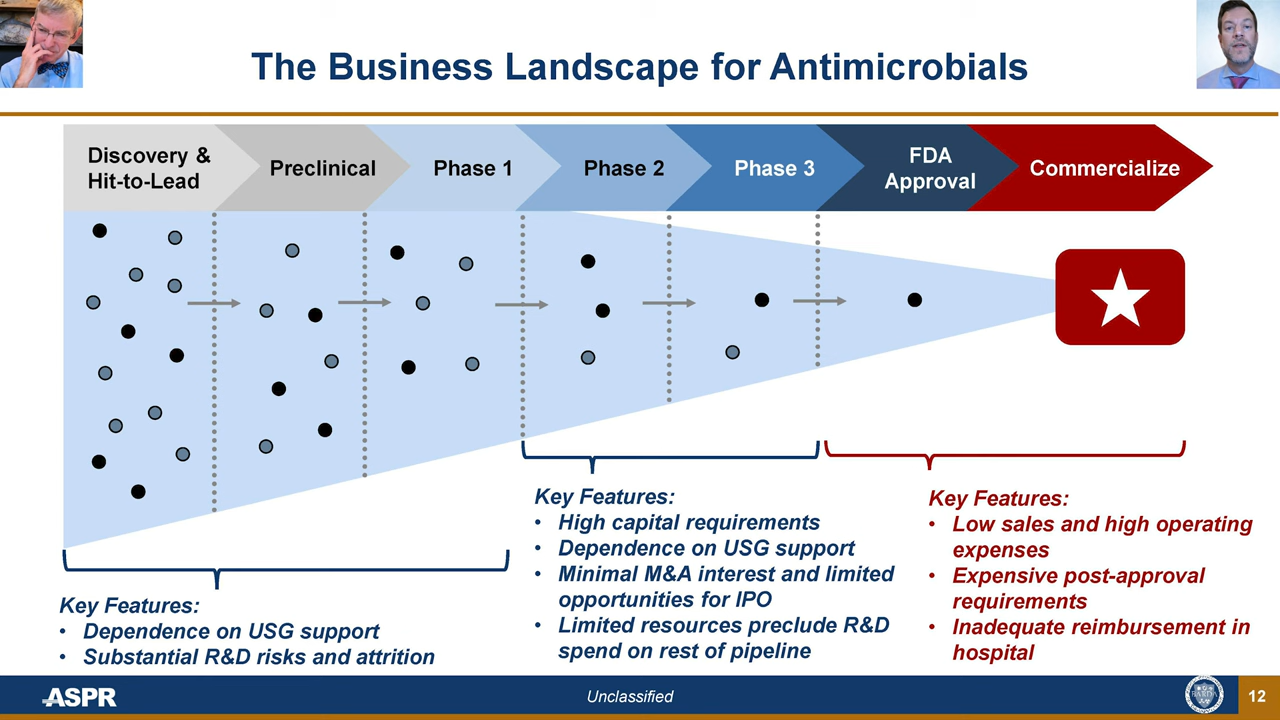 The Business Landscape for Antimicrobials
Discovery &
Hit-to-Lead
Preclinical
Phase 1
Phase 2
Phase 3
FDA
Approval
Commercialize
Key Features:
• Dependence on USG support
• Substantial R&D risks and attrition
Key Features:
• High capital requirements
• Dependence on USG support
• Minimal M&A interest and limited
opportunities for IPO
• Limited resources preclude R&D
spend on rest of pipeline
Key Features:
• Low sales and high operating
expenses
• Expensive post-approval
requirements
• Inadequate reimbursement in
hospital
ASPR
Unclassified
BARDA
12